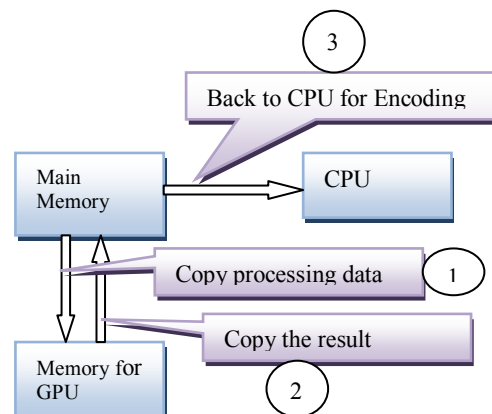 3
Back to CPU for Encoding
Main
Memory
CPU
Copy processing data
1
Copy the result
Memory for
GPU
2